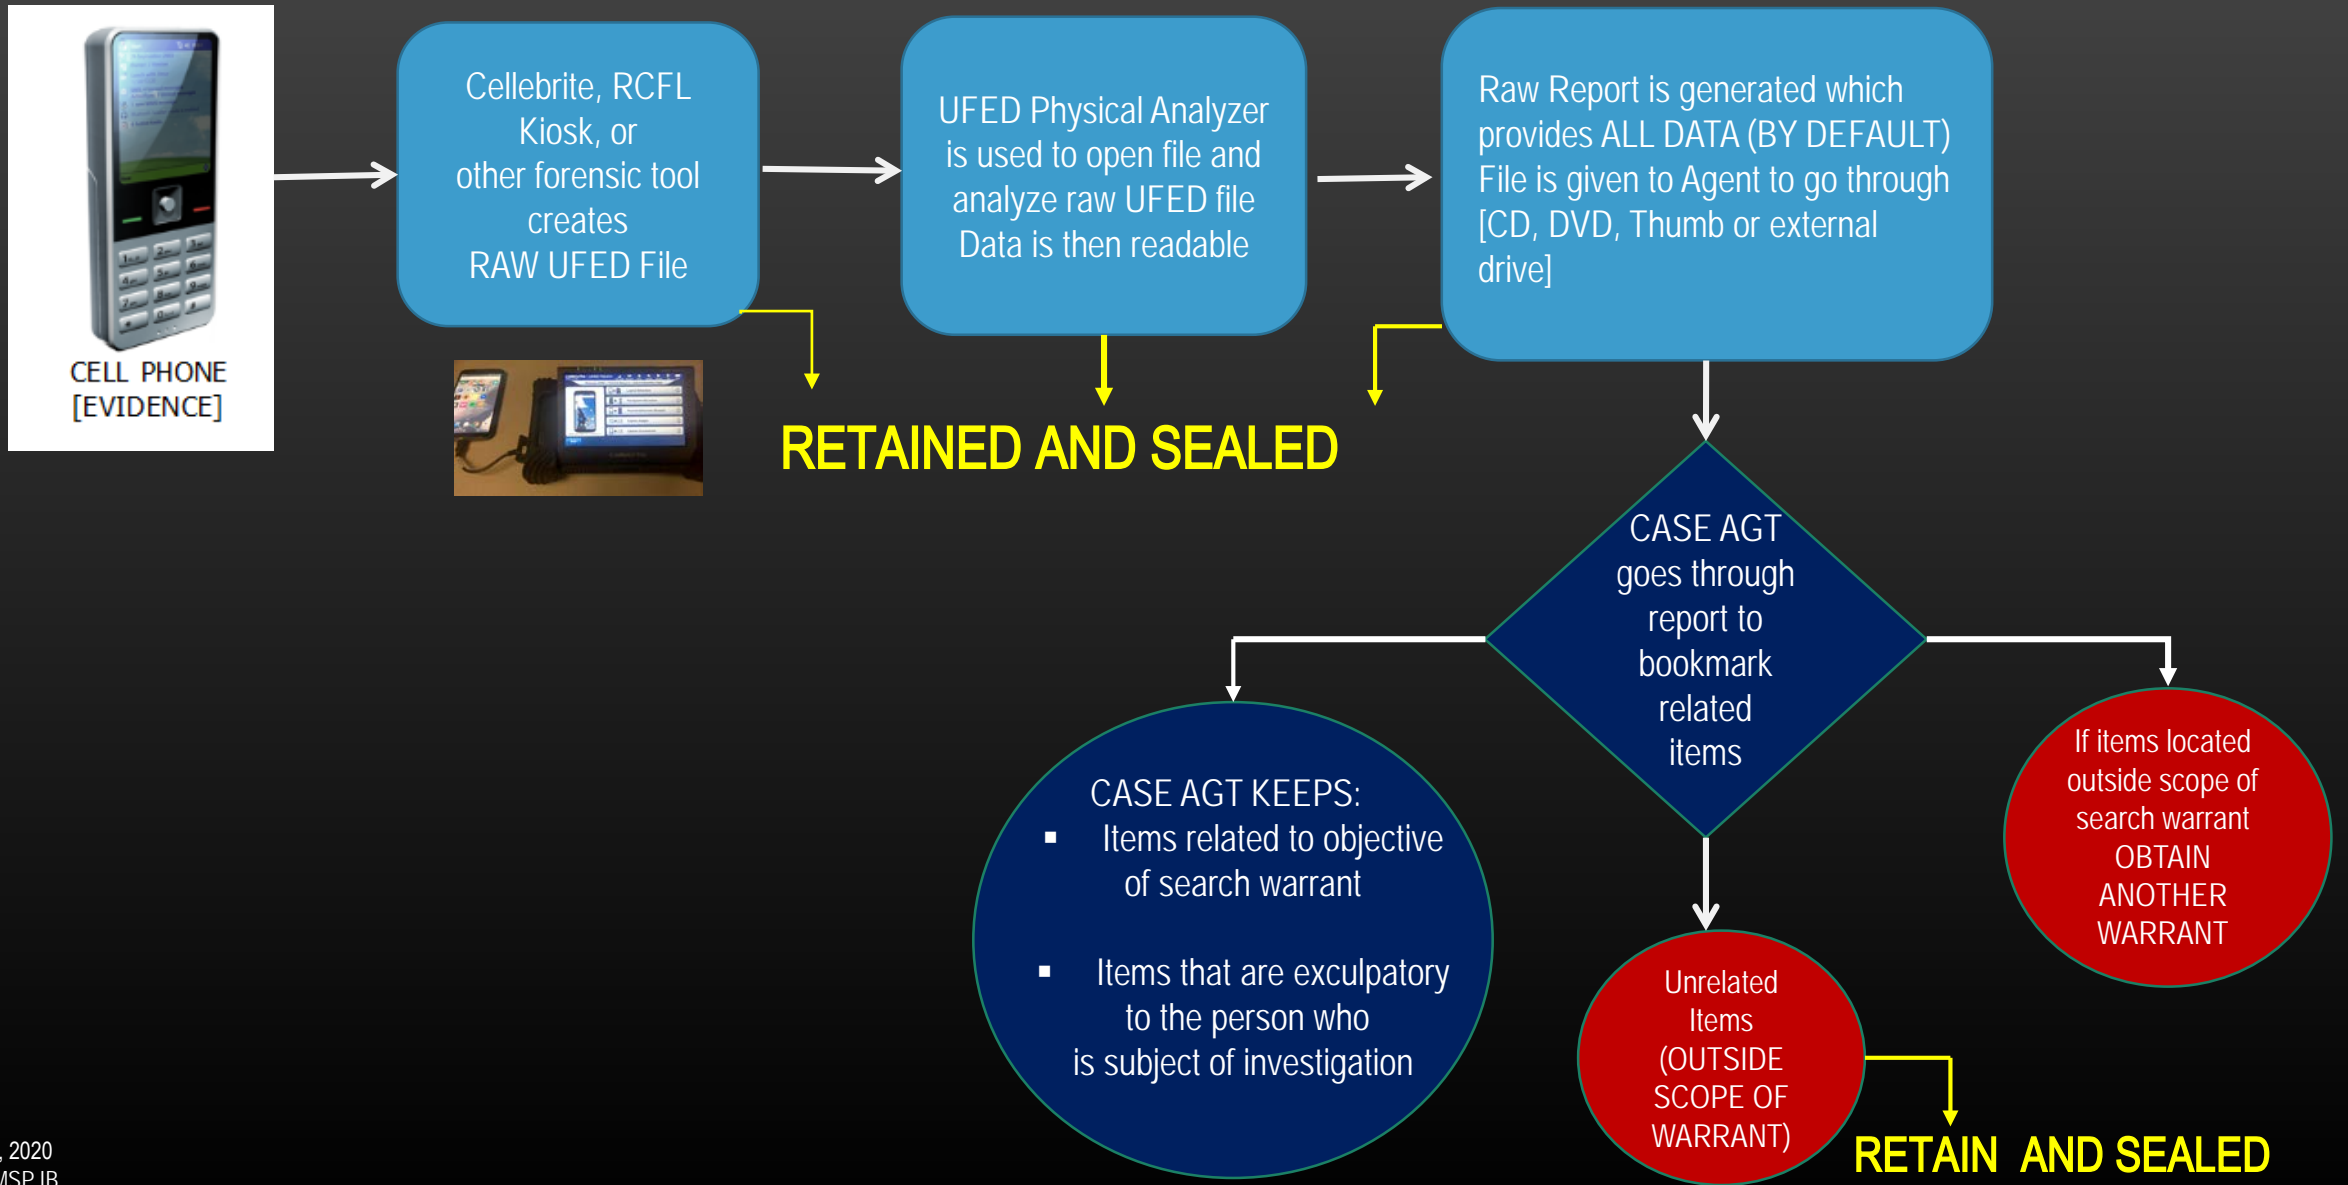 CELL PHONE
[EVIDENCE]
Cellebrite, RCFL
Kiosk, or
other forensic tool
creates
RAW UFED File
UFED Physical Analyzer
is used to open file and
analyze raw UFED file
Data is then readable
Raw Report is generated which
provides ALL DATA (BY DEFAULT)
File is given to Agent to go through
[CD, DVD, Thumb or external
drive]
RETAINED AND SEALED
CASE AGT
goes through
report to
bookmark
related
items
CASE AGT KEEPS:
▪ Items related to objective
of search warrant
▪ Items that are exculpatory
to the person who
is subject of investigation
Unrelated
Items
(OUTSIDE
SCOPE OF
WARRANT)
If items located
outside scope of
search warrant
OBTAIN
ANOTHER
WARRANT
RETAIN AND SEALED
, 2020
MSP JB